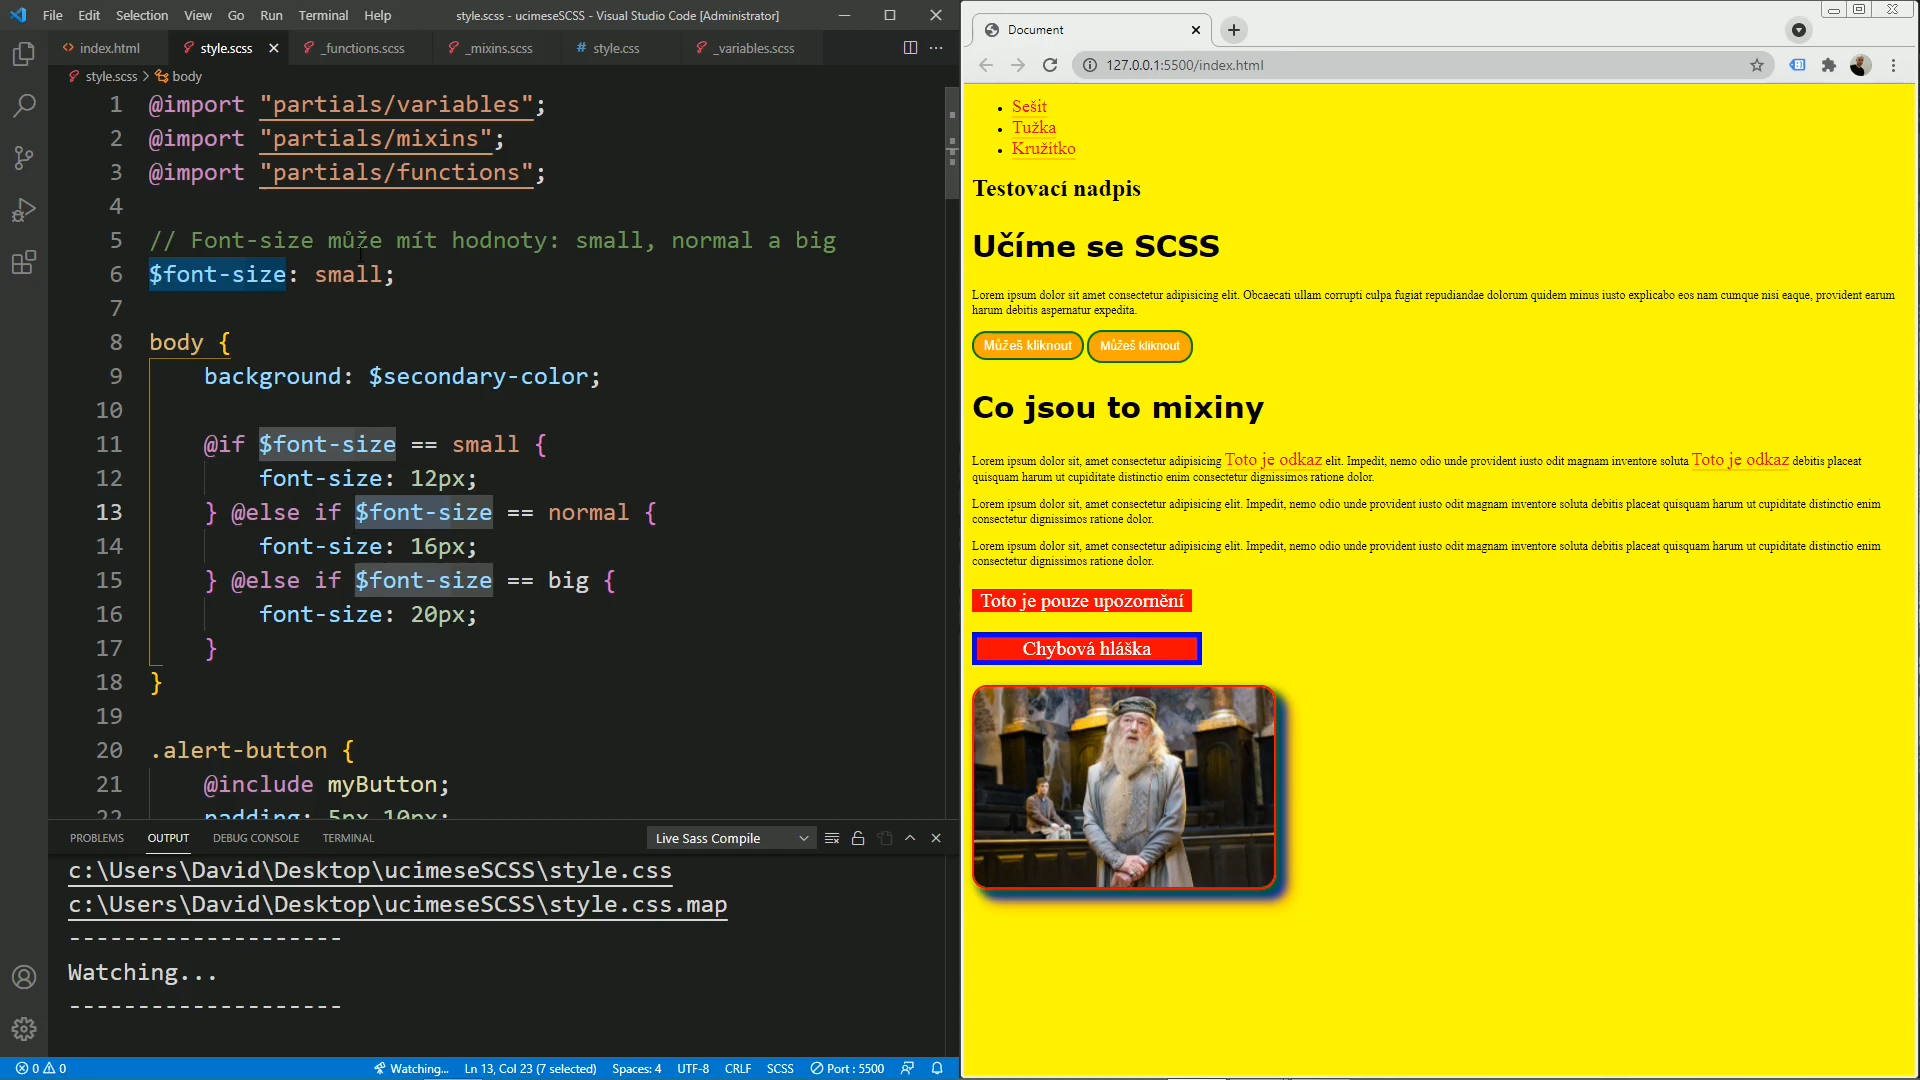 File Edit Selection View Go Run Terminal Help
style.scss - ucimeseSCSS - Visual Studio Code [Administrator]
index.html style.scss _functions.scss _mixins.scss style.css _variables.scss
style.scss > body
1 @import "partials/variables";
2 @import "partials/mixins";
3 @import "partials/functions";
4
5 // Font-size může mít hodnoty: small, normal a big
6 $font-size: small;
7
8 body {
9 background: $secondary-color;
10
11 @if $font-size == small {
12 font-size: 12px;
13 } @else if $font-size == normal {
14 font-size: 16px;
15 } @else if $font-size == big {
16 font-size: 20px;
17 }
18 }
19
20 .alert-button {
21 @include myButton;
22 padding: 5px 10px;
PROBLEMS OUTPUT DEBUG CONSOLE TERMINAL
Live Sass Compile
c:\Users\David\Desktop\ucimeseSCSS\style.css
c:\Users\David\Desktop\ucimeseSCSS\style.css.map
--------------------
Watching...
--------------------
0 0
Watching... Ln 13, Col 23 (7 selected) Spaces: 4 UTF-8 CRLF SCSS Port : 5500
Document
127.0.0.1:5500/index.html
Sešit
Tužka
Kružítko
Testovací nadpis
Učíme se SCSS
Lorem ipsum dolor sit amet consectetur adipisicing elit. Obcaecati ullam corrupti culpa fugiat repudiandae dolorum quidem minus iusto explicabo eos nam cumque nisi eaque, provident earum
harum debitis aspernatur expedita.
Můžeš kliknout Můžeš kliknout
Co jsou to mixiny
Lorem ipsum dolor sit, amet consectetur adipisicing Toto je odkaz elit. Impedit, nemo odio unde provident iusto odit magnam inventore soluta Toto je odkaz debitis placeat
quisquam harum ut cupiditate distinctio enim consectetur dignissimos ratione dolor.
Lorem ipsum dolor sit, amet consectetur adipisicing elit. Impedit, nemo odio unde provident iusto odit magnam inventore soluta debitis placeat quisquam harum ut cupiditate distinctio enim
consectetur dignissimos ratione dolor.
Lorem ipsum dolor sit, amet consectetur adipisicing elit. Impedit, nemo odio unde provident iusto odit magnam inventore soluta debitis placeat quisquam harum ut cupiditate distinctio enim
consectetur dignissimos ratione dolor.
Toto je pouze upozornění
Chybová hláška